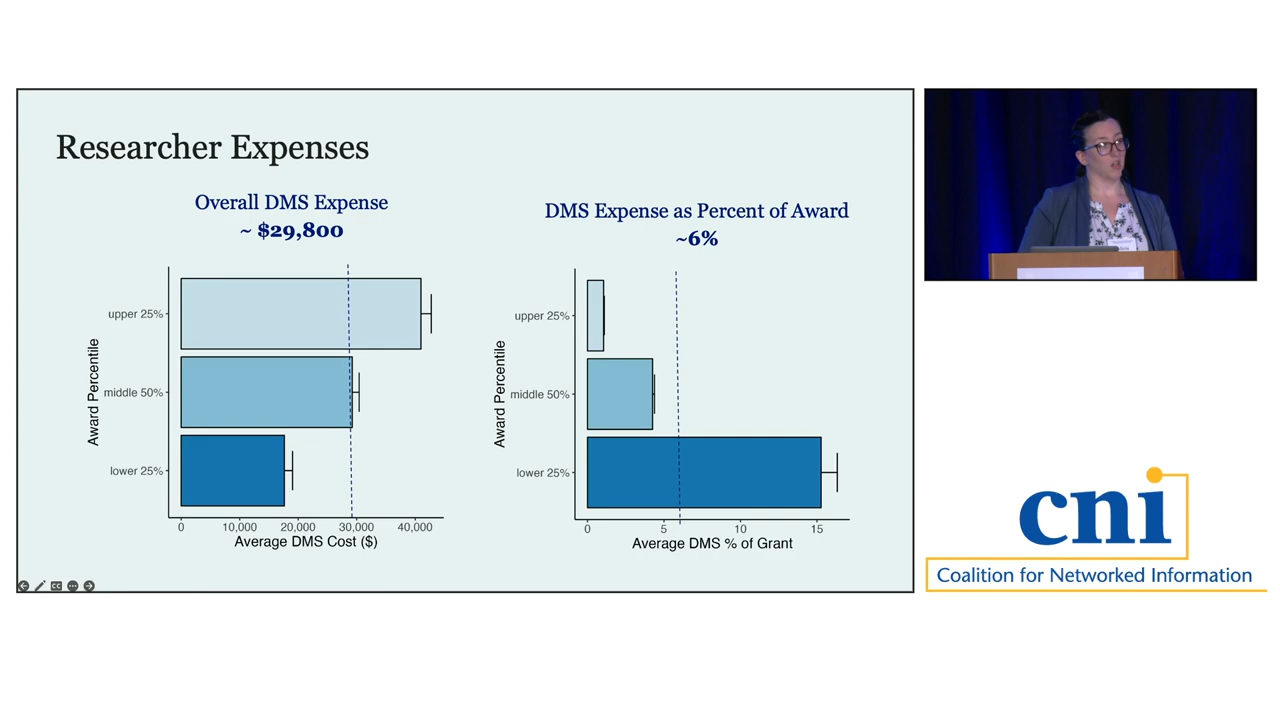 Researcher Expenses
Overall DMS Expense
~ $29,800
Award Percentile
upper 25%
middle 50%
lower 25%
0 10,000 20,000 30,000 40,000
Average DMS Cost ($)
DMS Expense as Percent of Award
~6%
Award Percentile
upper 25%
middle 50%
lower 25%
0 5 10 15
Average DMS % of Grant
CC
cni
Coalition for Networked Information